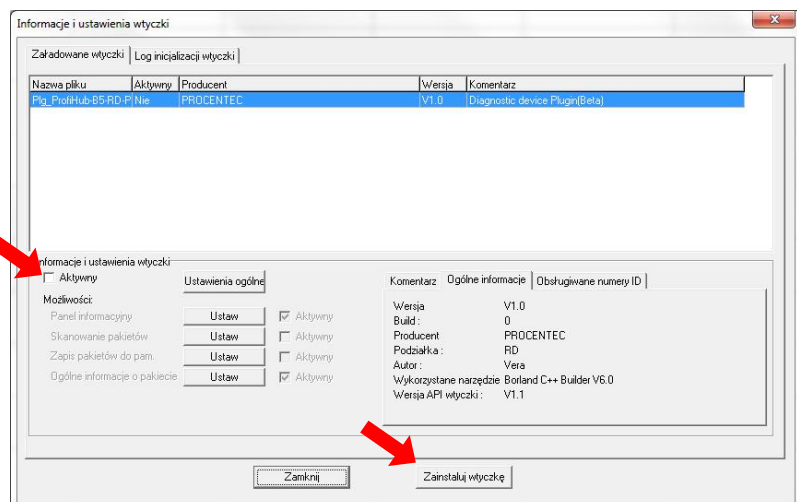 Informacje i ustawienia wtyczki
Załadowane wtyczki Log inicjalizacji wtyczki
Nazwa pliku Aktywny Producent Wersja Komentarz
Plg_ProfiHub-B5-RD-P Nie PROCENTEC V1.0 Diagnostic device Plugin(Beta)
Informacje i ustawienia wtyczki
Aktywny Ustawienia ogólne
Możliwości:
Panel informacyjny Ustaw Aktywny
Skanowanie pakietów Ustaw Aktywny
Zapis pakietów do pam. Ustaw Aktywny
Ogólne informacje o pakiecie Ustaw Aktywny
Komentarz Ogólne informacje Obsługiwane numery ID
Wersja V1.0
Build : 0
Producent PROCENTEC
Podziałka : RD
Autor : Vera
Wykorzystane narzędzie Borland C++ Builder V6.0
Wersja API wtyczki : V1.1
Zamknij Zainstaluj wtyczkę